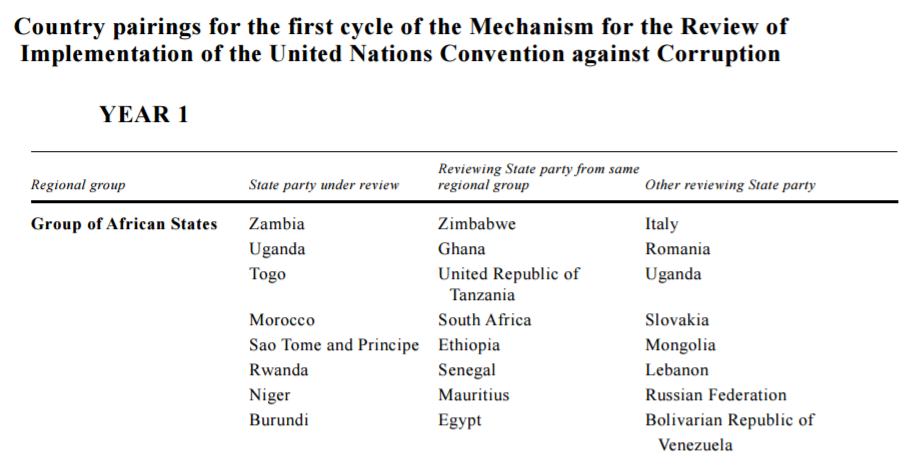 Country pairings for the first cycle of the Mechanism for the Review of
Implementation of the United Nations Convention against Corruption
YEAR 1
Regional group State party under review Reviewing State party from same regional group Other reviewing State party
Group of African States Zambia Zimbabwe Italy
Uganda Ghana Romania
Togo United Republic of Tanzania Uganda
Morocco South Africa Slovakia
Sao Tome and Principe Ethiopia Mongolia
Rwanda Senegal Lebanon
Niger Mauritius Russian Federation
Burundi Egypt Bolivarian Republic of Venezuela